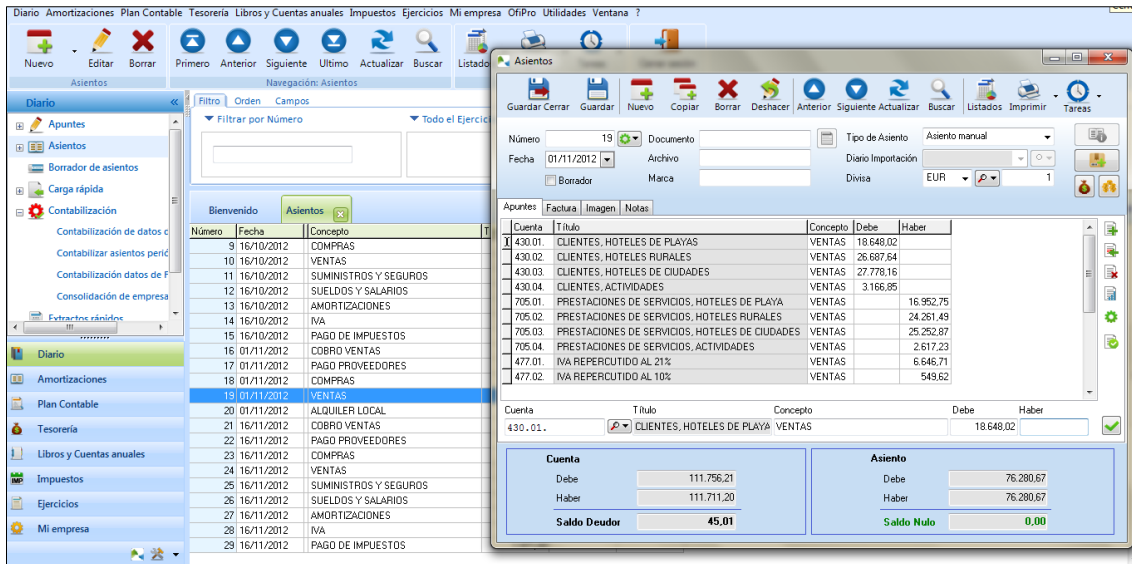 Diario Amortizaciones Plan Contable Tesorería Libros y Cuentas anuales Impuestos Ejercicios Mi empresa OfiPro Utilidades Ventana ?
Nuevo Editar Borrar Primero Anterior Siguiente Ultimo Actualizar Buscar Listado
Asientos Navegación: Asientos
Diario «
Apuntes
Asientos
Borrador de asientos
Carga rápida
Contabilización
Contabilización de datos c
Contabilizar asientos perió
Contabilización datos de F
Consolidación de empresa
Extractos rápidos
Diario
Amortizaciones
Plan Contable
Tesorería
Libros y Cuentas anuales
Impuestos
Ejercicios
Mi empresa
Filtro Orden Campos
Filtrar por Número Todo el Ejercici
Bienvenido Asientos
Número Fecha Concepto T
9 16/10/2012 COMPRAS
10 16/10/2012 VENTAS
11 16/10/2012 SUMINISTROS Y SEGUROS
12 16/10/2012 SUELDOS Y SALARIOS
13 16/10/2012 AMORTIZACIONES
14 16/10/2012 IVA
15 16/10/2012 PAGO DE IMPUESTOS
16 01/11/2012 COBRO VENTAS
17 01/11/2012 PAGO PROVEEDORES
18 01/11/2012 COMPRAS
19 01/11/2012 VENTAS
20 01/11/2012 ALQUILER LOCAL
21 16/11/2012 COBRO VENTAS
22 16/11/2012 PAGO PROVEEDORES
23 16/11/2012 COMPRAS
24 16/11/2012 VENTAS
25 16/11/2012 SUMINISTROS Y SEGUROS
26 16/11/2012 SUELDOS Y SALARIOS
27 16/11/2012 AMORTIZACIONES
28 16/11/2012 IVA
29 16/11/2012 PAGO DE IMPUESTOS
Asientos
Guardar Cerrar Guardar Nuevo Copiar Borrar Deshacer Anterior Siguiente Actualizar Buscar Listados Imprimir Tareas
Número 19 Documento Tipo de Asiento Asiento manual
Fecha 01/11/2012 Archivo Diario Importación
Borrador Marca Divisa EUR 1
Apuntes Factura Imagen Notas
Cuenta Título Concepto Debe Haber
430.01. CLIENTES, HOTELES DE PLAYAS VENTAS 18.648,02
430.02. CLIENTES, HOTELES RURALES VENTAS 26.687,64
430.03. CLIENTES, HOTELES DE CIUDADES VENTAS 27.778,16
430.04. CLIENTES, ACTIVIDADES VENTAS 3.166,85
705.01. PRESTACIONES DE SERVICIOS, HOTELES DE PLAYA VENTAS 16.952,75
705.02. PRESTACIONES DE SERVICIOS, HOTELES RURALES VENTAS 24.261,49
705.03. PRESTACIONES DE SERVICIOS, HOTELES DE CIUDADES VENTAS 25.252,87
705.04. PRESTACIONES DE SERVICIOS, ACTIVIDADES VENTAS 2.617,23
477.01. IVA REPERCUTIDO AL 21% VENTAS 6.646,71
477.02. IVA REPERCUTIDO AL 10% VENTAS 549,62
Cuenta Título Concepto Debe Haber
430.01. CLIENTES, HOTELES DE PLAYA VENTAS 18.648,02
Cuenta Asiento
Debe 111.756,21 Debe 76.280,67
Haber 111.711,20 Haber 76.280,67
Saldo Deudor 45,01 Saldo Nulo 0,00